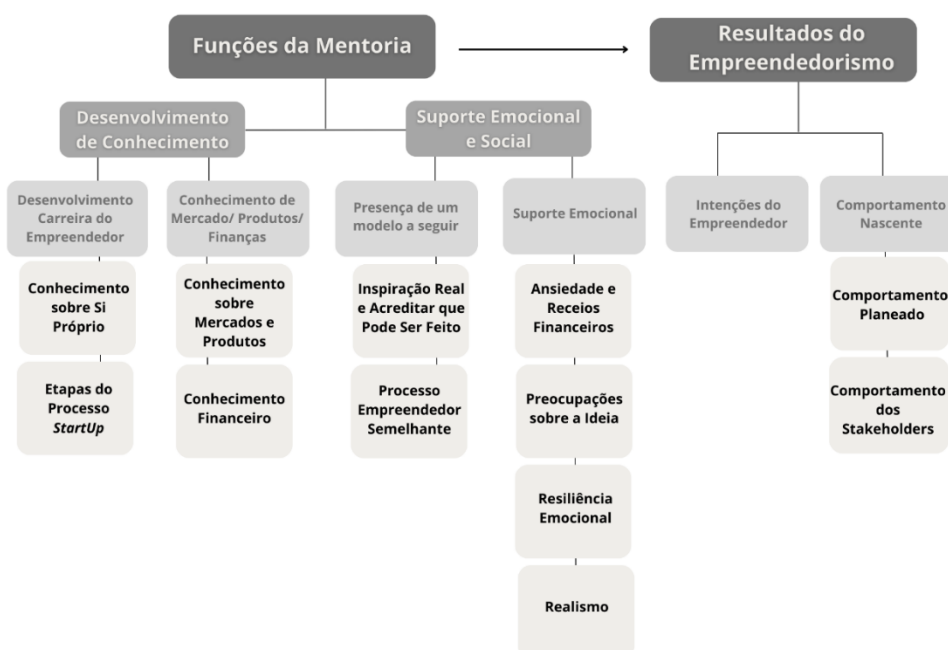 Funções da Mentoria
Resultados do
Empreendedorismo
Desenvolvimento
de Conhecimento
Suporte Emocional
e Social
Desenvolvimento
Carreira do
Empreendedor
Conhecimento de
Mercado/ Produtos/
Finanças
Presença de um
modelo a seguir
Suporte Emocional
Intenções do
Empreendedor
Comportamento
Nascente
Conhecimento
sobre Si
Próprio
Conhecimento
sobre
Mercados e
Produtos
Inspiração Real
e Acreditar que
Pode Ser Feito
Ansiedade e
Receios
Financeiros
Comportamento
Planeado
Etapas do
Processo
StartUp
Conhecimento
Financeiro
Processo
Empreendedor
Semelhante
Preocupações
sobre a Ideia
Comportamento
dos
Stakeholders
Resiliência
Emocional
Realismo